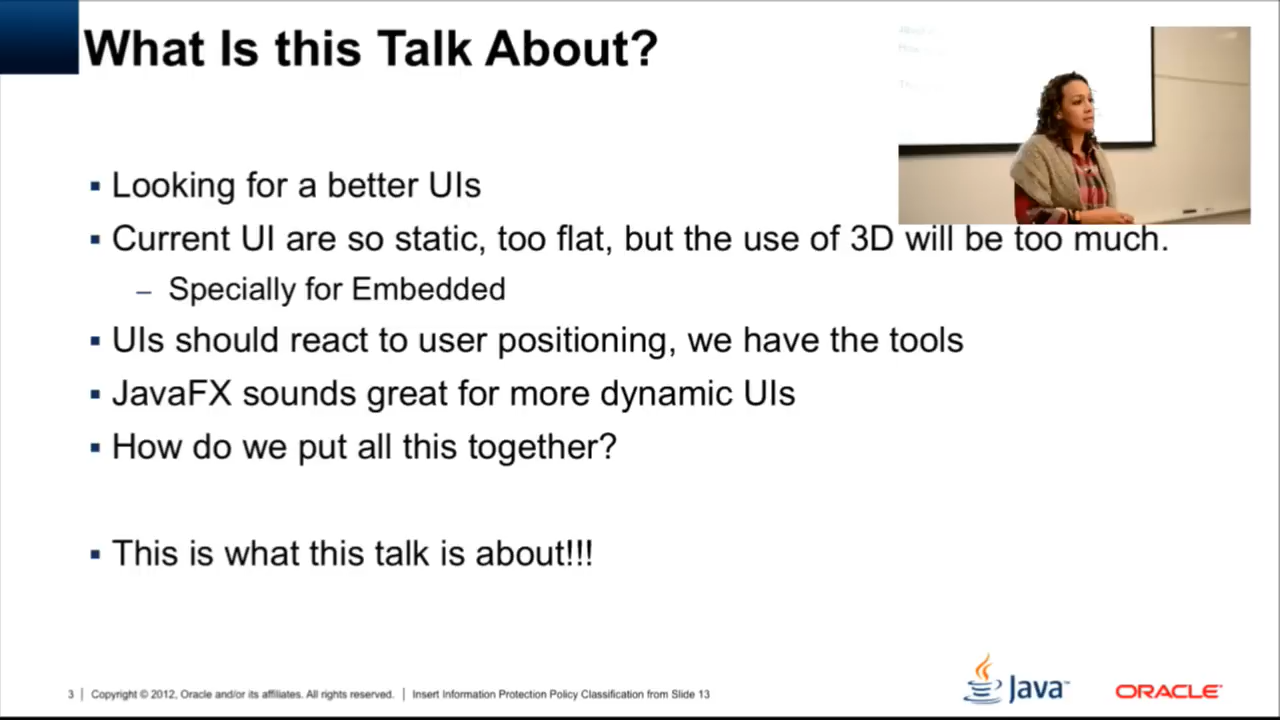 What Is this Talk About?
▪ Looking for a better UIs
▪ Current UI are so static, too flat, but the use of 3D will be too much.
– Specially for Embedded
▪ UIs should react to user positioning, we have the tools
▪ JavaFX sounds great for more dynamic UIs
▪ How do we put all this together?
▪ This is what this talk is about!!!
3 | Copyright © 2012, Oracle and/or its affiliates. All rights reserved. | Insert Information Protection Policy Classification from Slide 13
Java™ ORACLE®